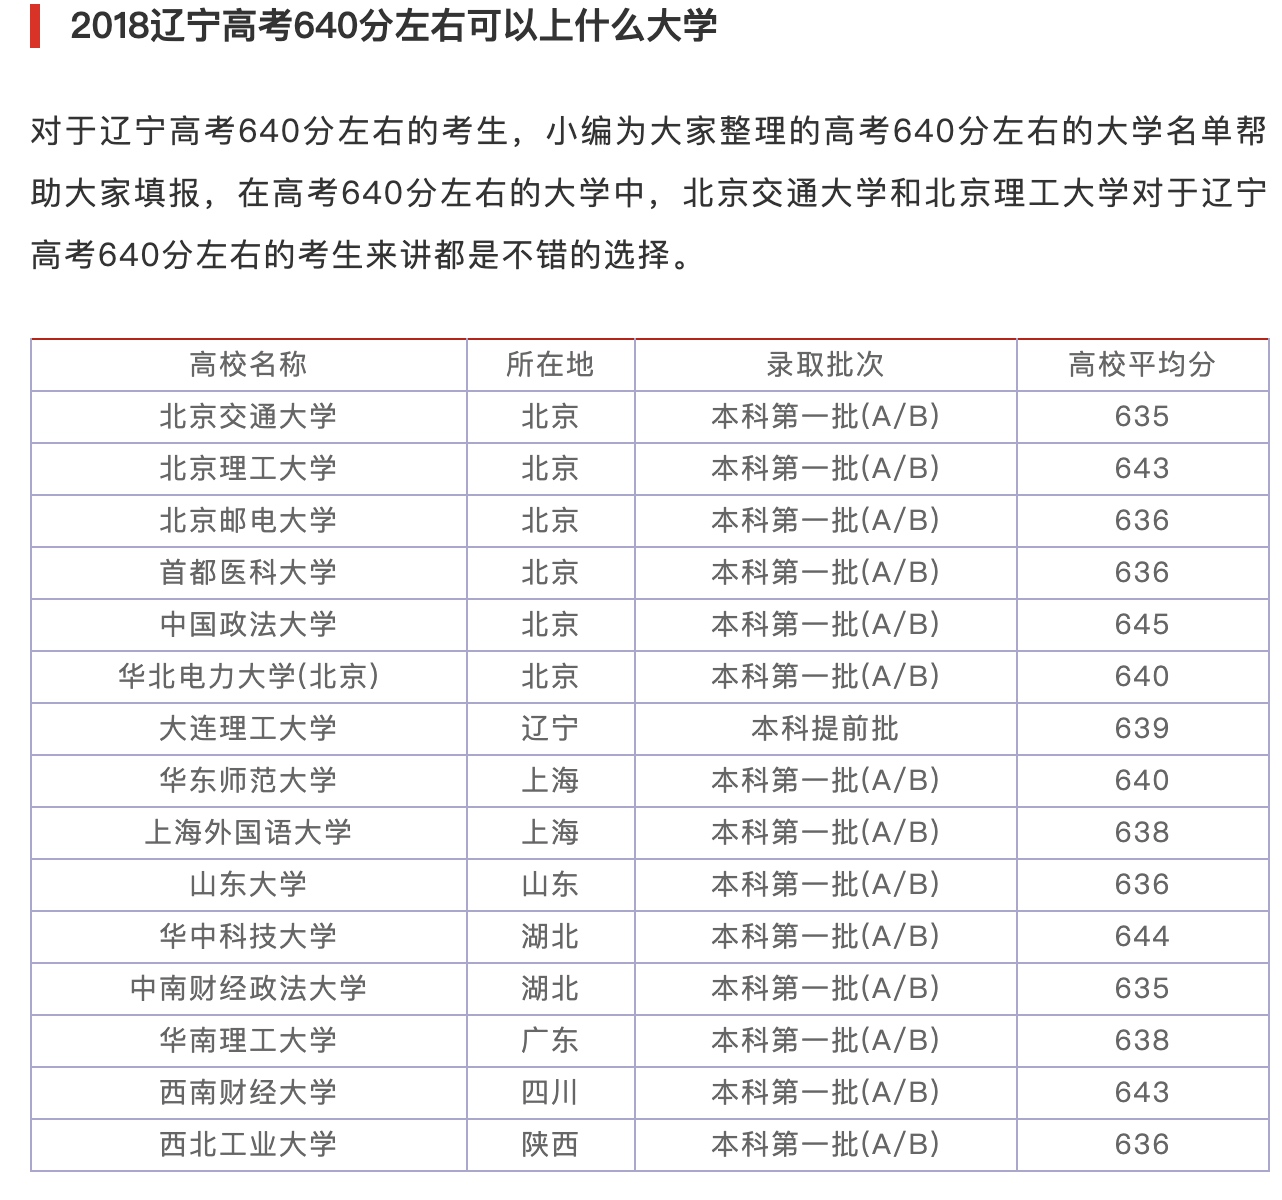 2018辽宁高考640分左右可以上什么大学
对于辽宁高考640分左右的考生，小编为大家整理的高考640分左右的大学名单帮
助大家填报，在高考640分左右的大学中，北京交通大学和北京理工大学对于辽宁
高考640分左右的考生来讲都是不错的选择。
高校名称 所在地 录取批次 高校平均分
北京交通大学 北京 本科第一批(A/B) 635
北京理工大学 北京 本科第一批(A/B) 643
北京邮电大学 北京 本科第一批(A/B) 636
首都医科大学 北京 本科第一批(A/B) 636
中国政法大学 北京 本科第一批(A/B) 645
华北电力大学(北京) 北京 本科第一批(A/B) 640
大连理工大学 辽宁 本科提前批 639
华东师范大学 上海 本科第一批(A/B) 640
上海外国语大学 上海 本科第一批(A/B) 638
山东大学 山东 本科第一批(A/B) 636
华中科技大学 湖北 本科第一批(A/B) 644
中南财经政法大学 湖北 本科第一批(A/B) 635
华南理工大学 广东 本科第一批(A/B) 638
西南财经大学 四川 本科第一批(A/B) 643
西北工业大学 陕西 本科第一批(A/B) 636